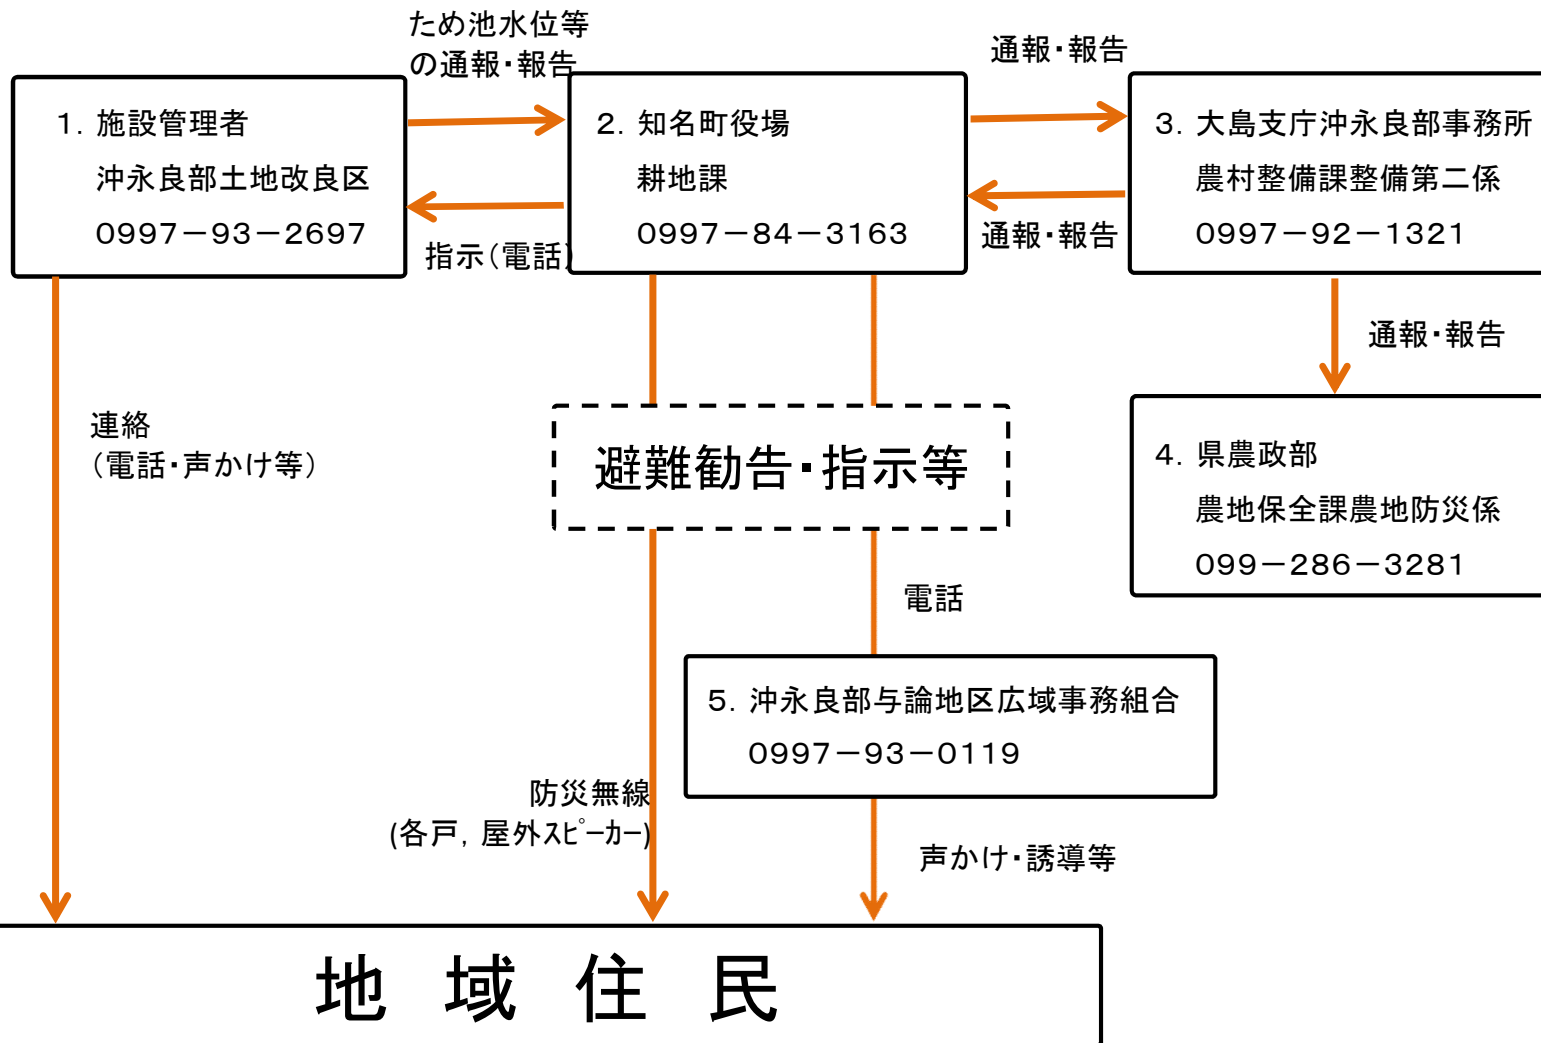 ため池水位等
の通報・報告
通報・報告
1．施設管理者
沖永良部土地改良区
0997－93－2697
2．知名町役場
耕地課
0997－84－3163
3．大島支庁沖永良部事務所
農村整備課整備第二係
0997－92－1321
指示（電話）
通報・報告
通報・報告
連絡
（電話・声かけ等）
避難勧告・指示等
4．県農政部
農地保全課農地防災係
099－286－3281
電話
5．沖永良部与論地区広域事務組合
0997－93－0119
防災無線
(各戸，屋外ｽﾋﾟｰｶｰ)
声かけ・誘導等
地域住民